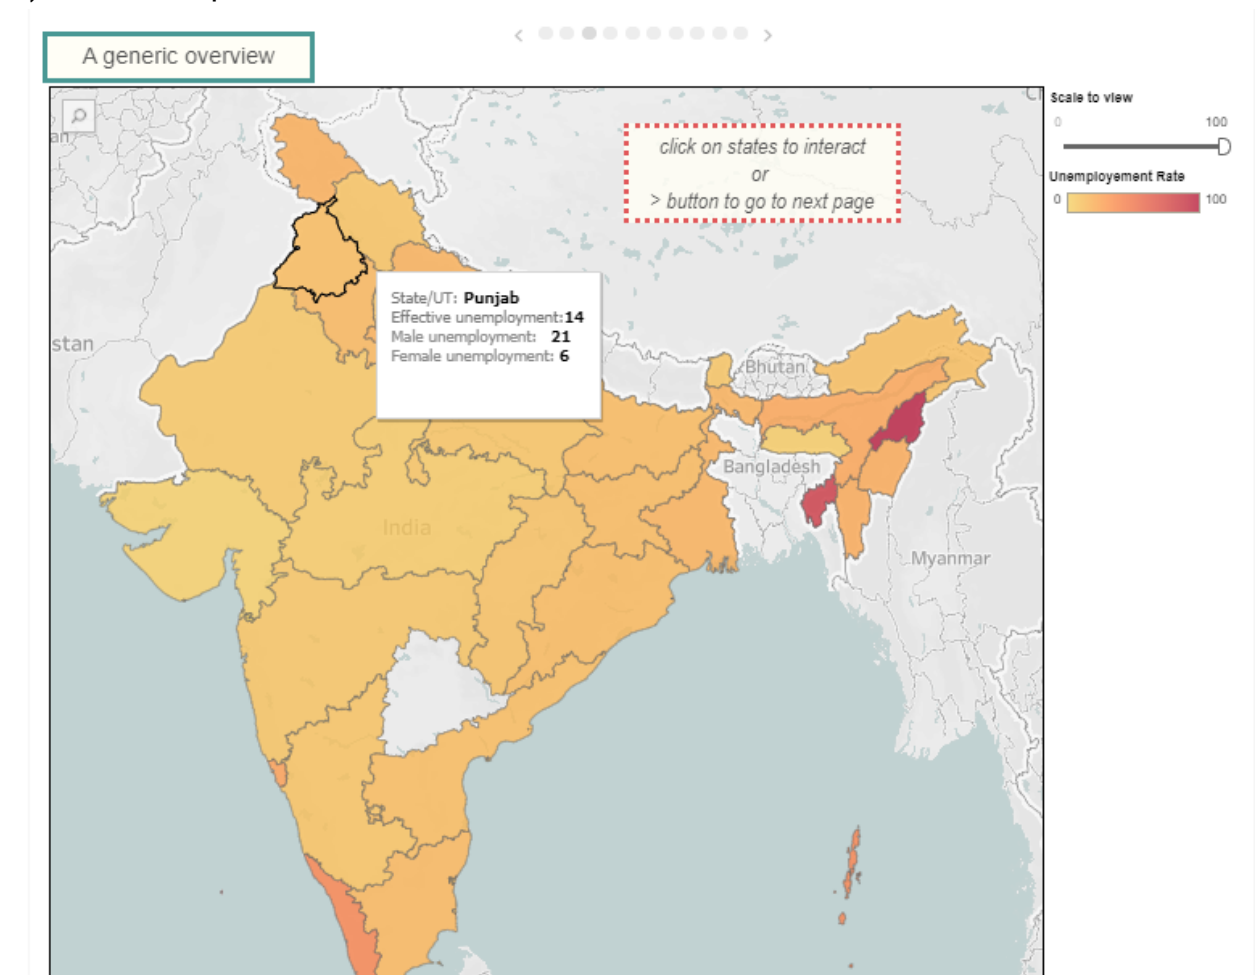 A generic overview
an
click on states to interact
or
> button to go to next page
Scale to view
0
100
Unemployement Rate
0
100
State/UT: Punjab
Effective unemployment:14
Male unemployment: 21
Female unemployment: 6
stan
Bhutan
Bangladesh
India
Myanmar